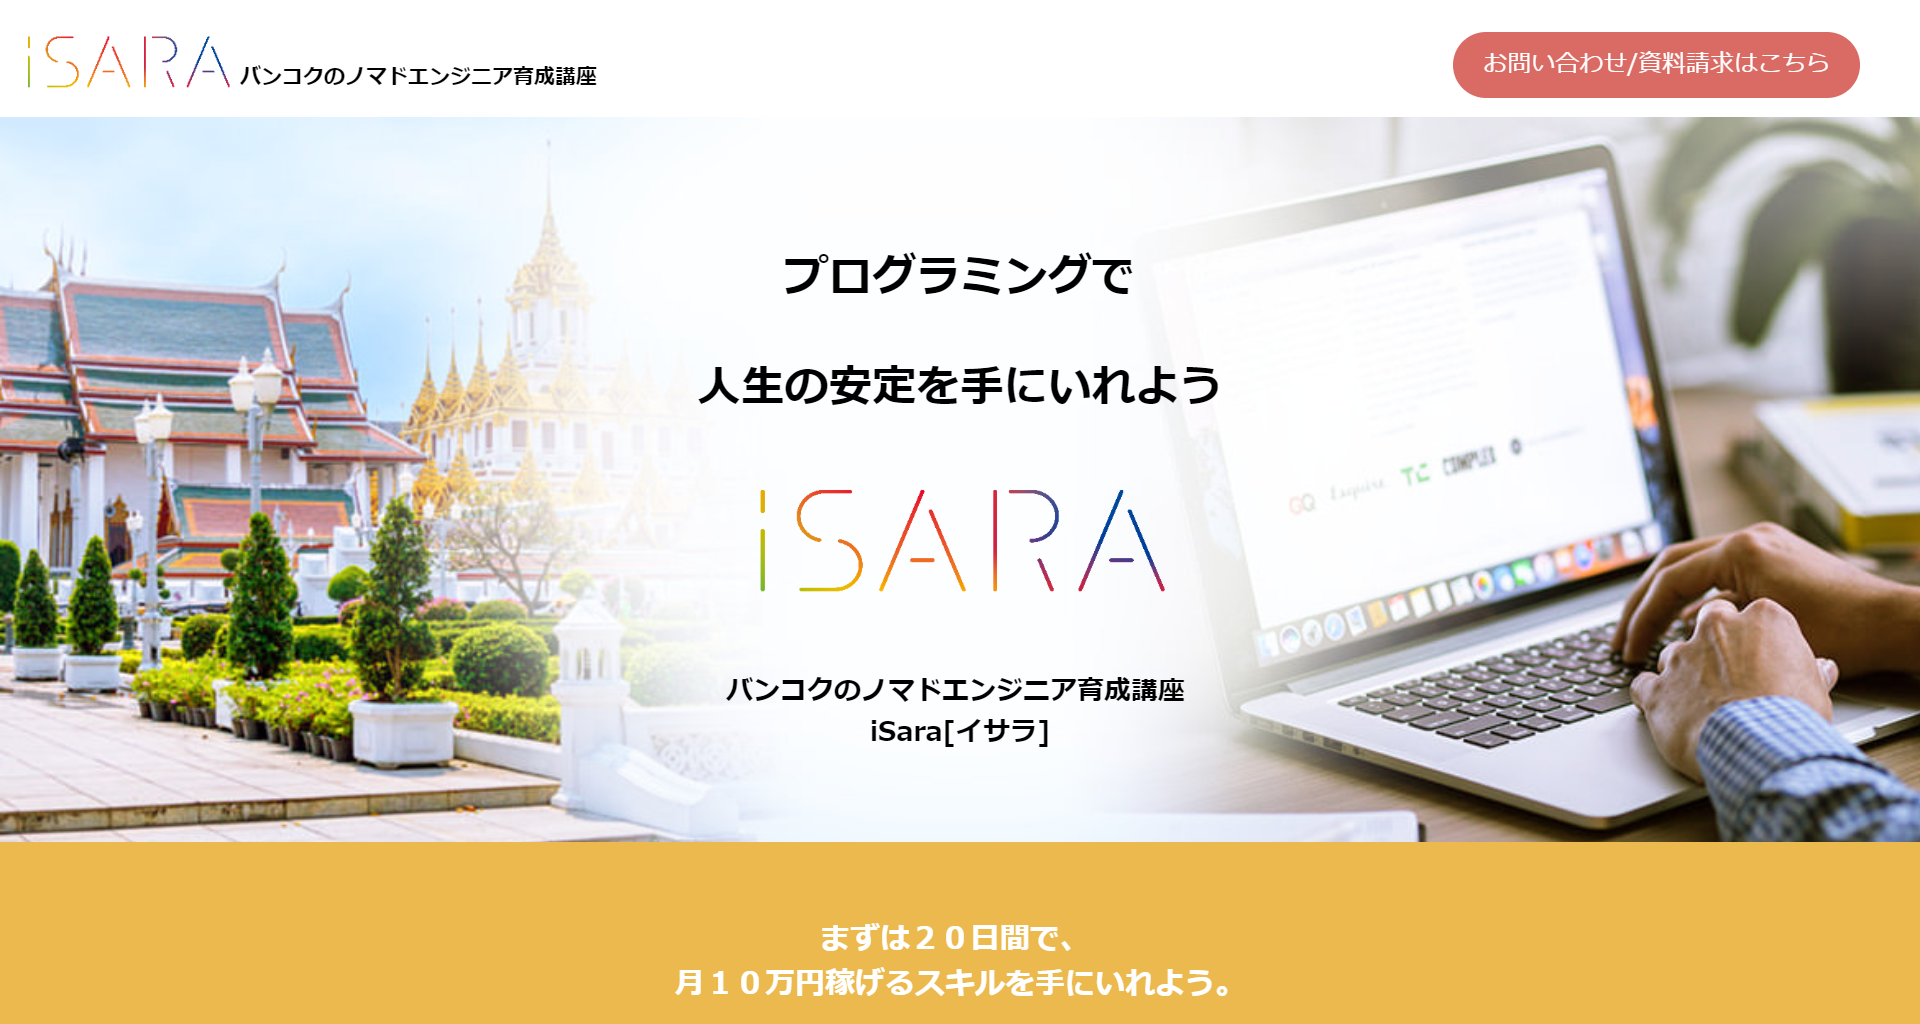 iSARA バンコクのノマドエンジニア育成講座
お問い合わせ/資料請求はこちら
プログラミングで
人生の安定を手にいれよう
iSARA
バンコクのノマドエンジニア育成講座
iSara[イサラ]
GQ Esquire TC COMPLEX
まずは２０日間で、
月１０万円稼げるスキルを手にいれよう。